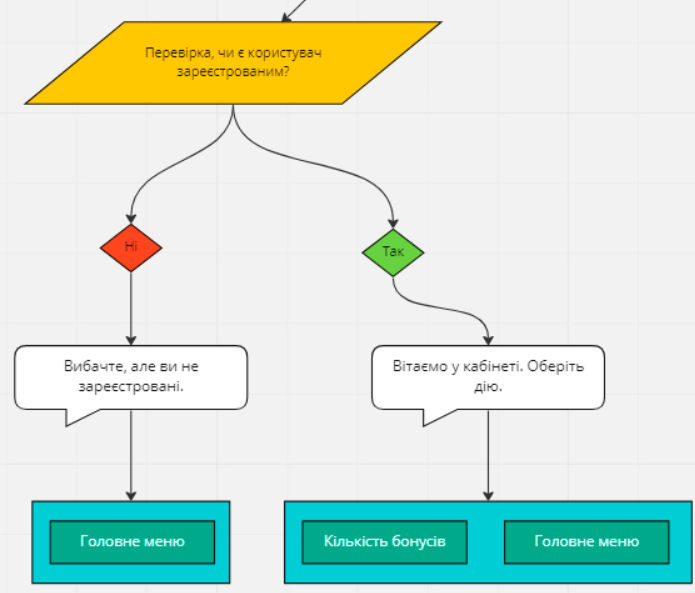 Перевірка, чи є користувач
зареєстрованим?
Ні
Так
Вибачте, але ви не
зареєстровані.
Вітаємо у кабінеті. Оберіть
дію.
Головне меню
Кількість бонусів
Головне меню